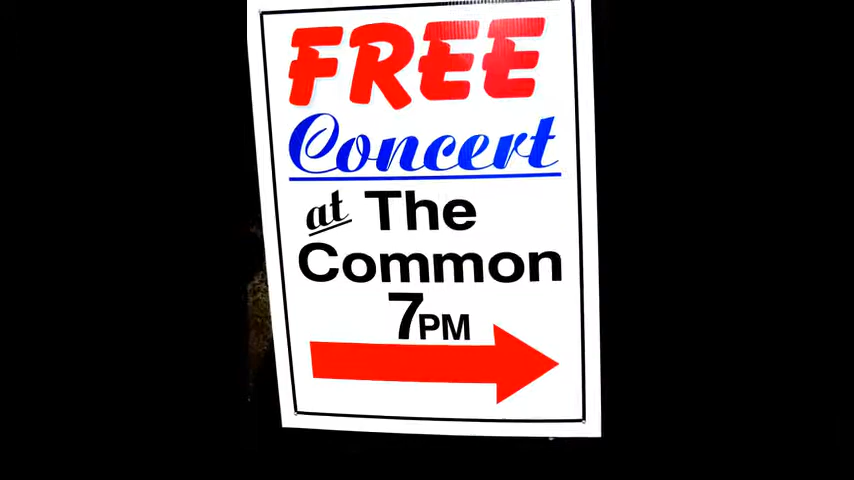 FREE
Concert
at The
Common
7PM